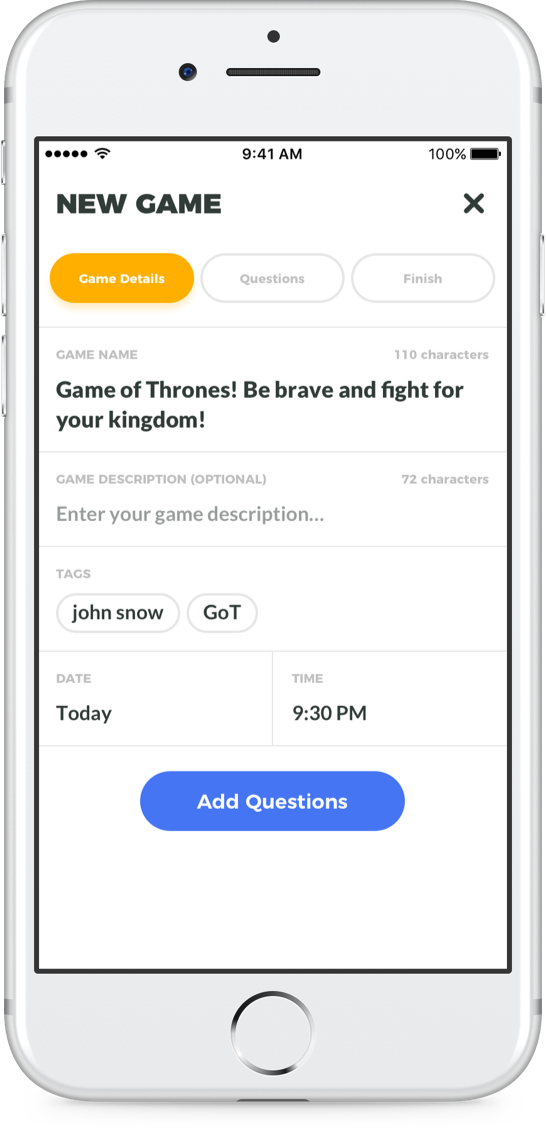 9:41 AM 100%
NEW GAME
Game Details Questions Finish
GAME NAME 110 characters
Game of Thrones! Be brave and fight for
your kingdom!
GAME DESCRIPTION (OPTIONAL) 72 characters
Enter your game description...
TAGS
john snow GoT
DATE TIME
Today 9:30 PM
Add Questions